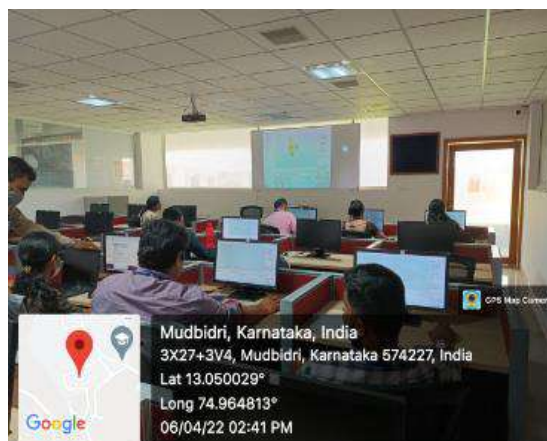 GPS Map Camera
Mudbidri, Karnataka, India
3X27+3V4, Mudbidri, Karnataka 574227, India
Lat 13.050029°
Long 74.964813°
06/04/22 02:41 PM
Google